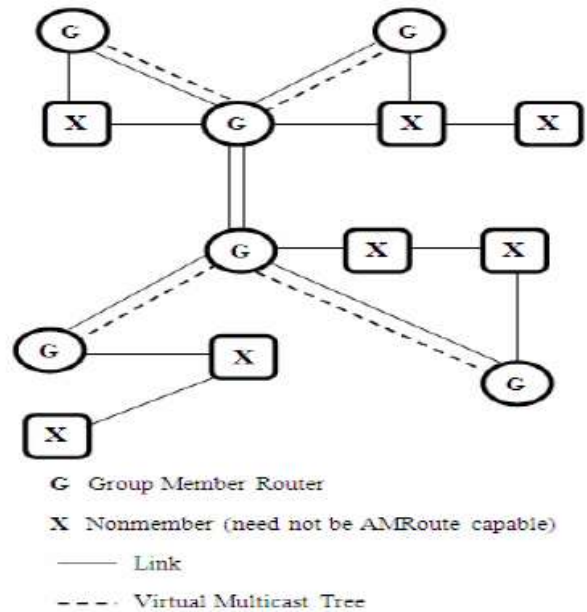 G G
X G X X
G X X
G X G
X
G Group Member Router
X Nonmember (need not be AMRoute capable)
Link
Virtual Multicast Tree